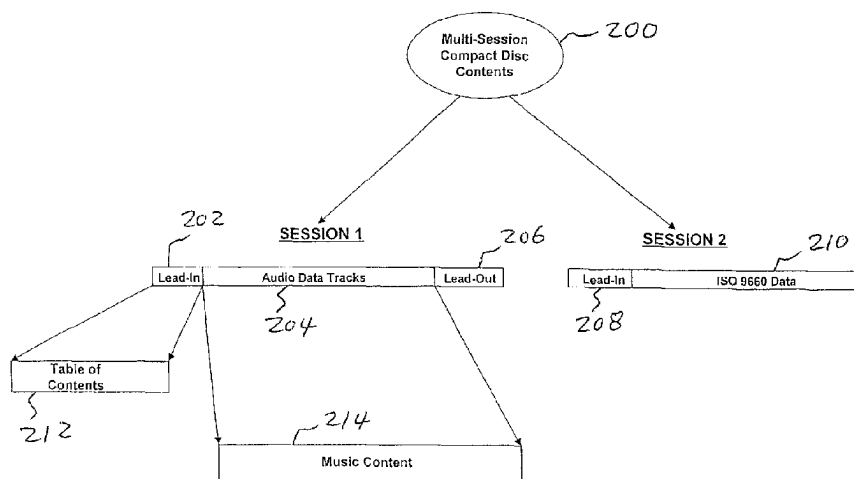 Multi-Session
Compact Disc
Contents
200
202
SESSION 1
206
SESSION 2
210
Lead-In
Audio Data Tracks
Lead-Out
Lead-In
ISO 9660 Data
204
208
Table of
Contents
212
214
Music Content